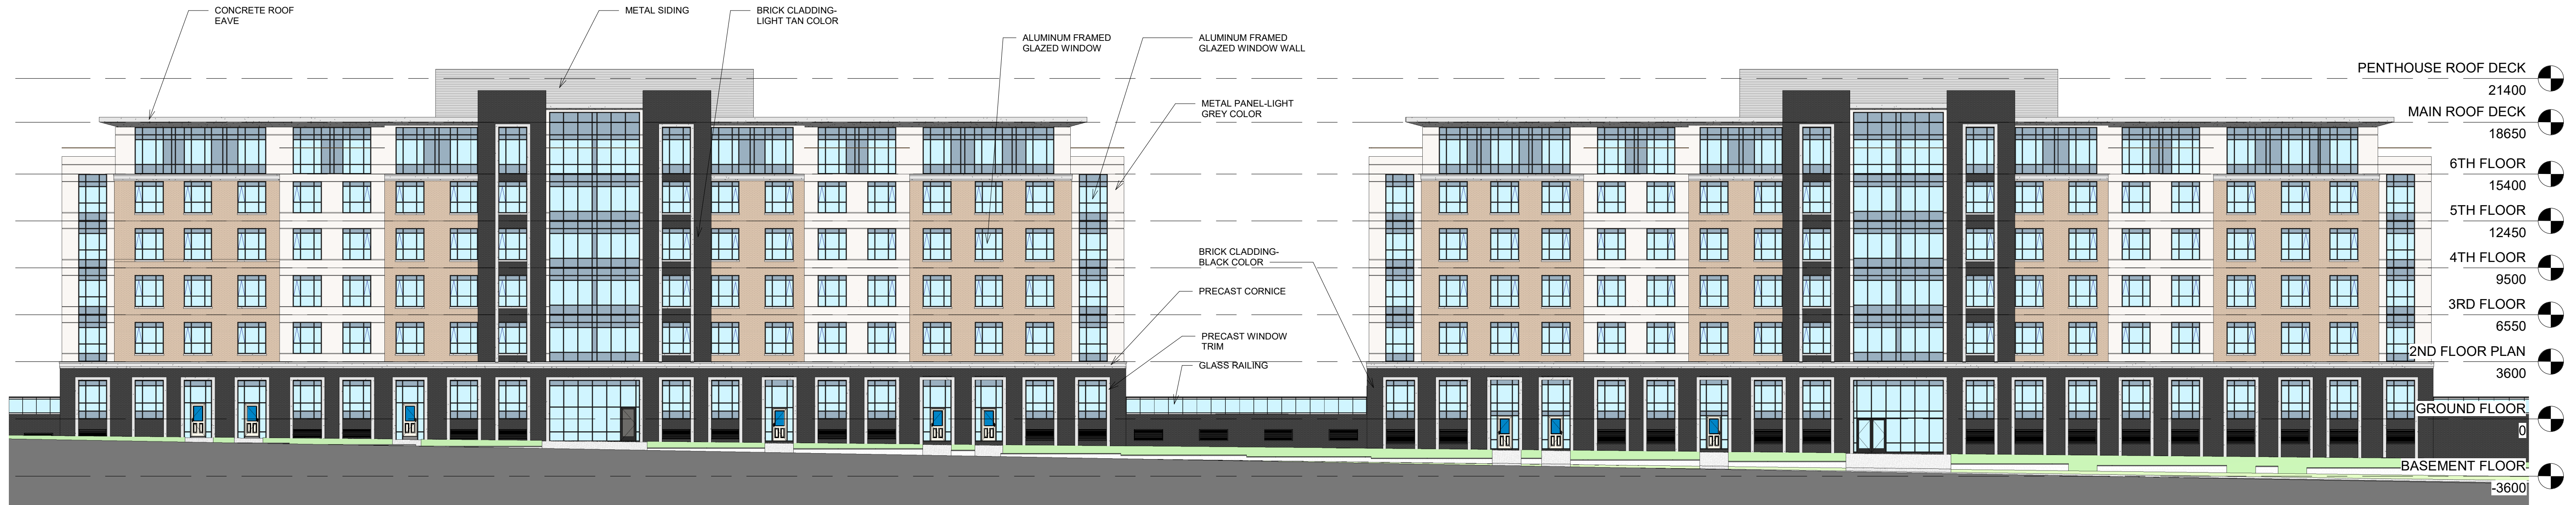 CONCRETE ROOF
EAVE
METAL SIDING
BRICK CLADDING-
LIGHT TAN COLOR
ALUMINUM FRAMED
GLAZED WINDOW
ALUMINUM FRAMED
GLAZED WINDOW WALL
METAL PANEL-LIGHT
GREY COLOR
BRICK CLADDING-
BLACK COLOR
PRECAST CORNICE
PRECAST WINDOW
TRIM
GLASS RAILING
PENTHOUSE ROOF DECK
21400
MAIN ROOF DECK
18650
6TH FLOOR
15400
5TH FLOOR
12450
4TH FLOOR
9500
3RD FLOOR
6550
2ND FLOOR PLAN
3600
GROUND FLOOR
0
BASEMENT FLOOR
-3600